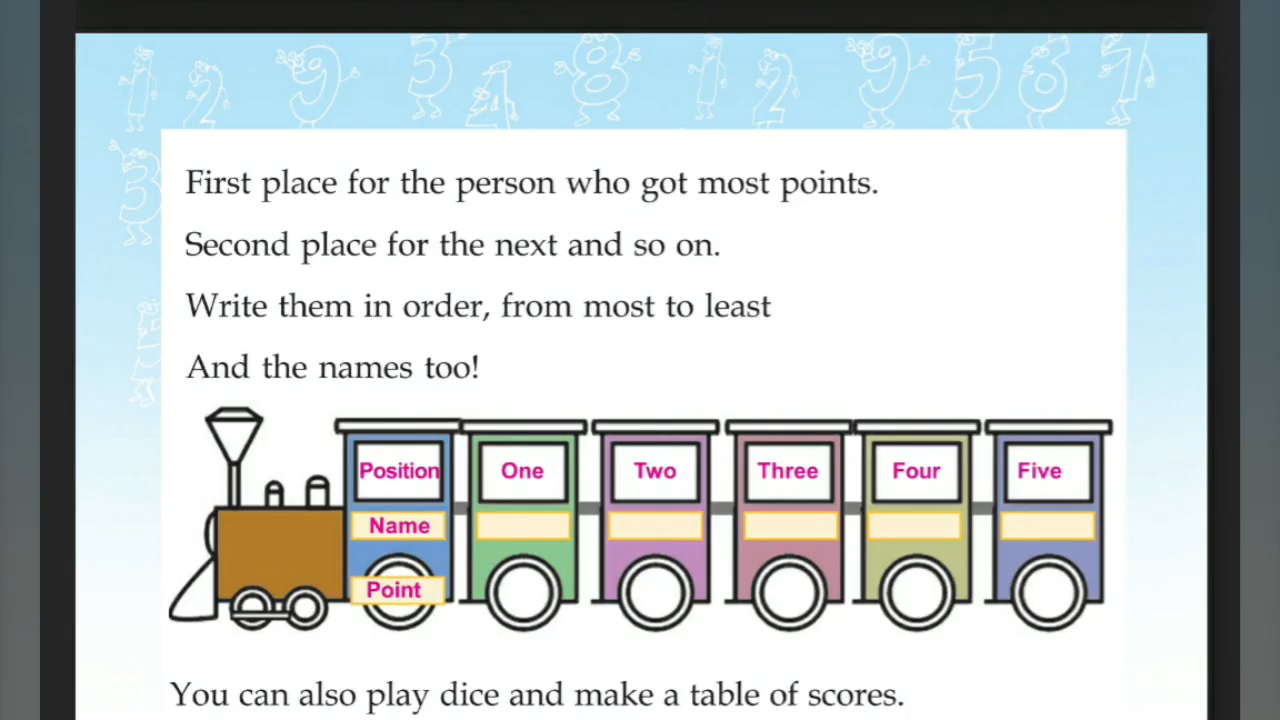 First place for the person who got most points.
Second place for the next and so on.
Write them in order, from most to least
And the names too!
Position One Two Three Four Five
Name
Point
You can also play dice and make a table of scores.